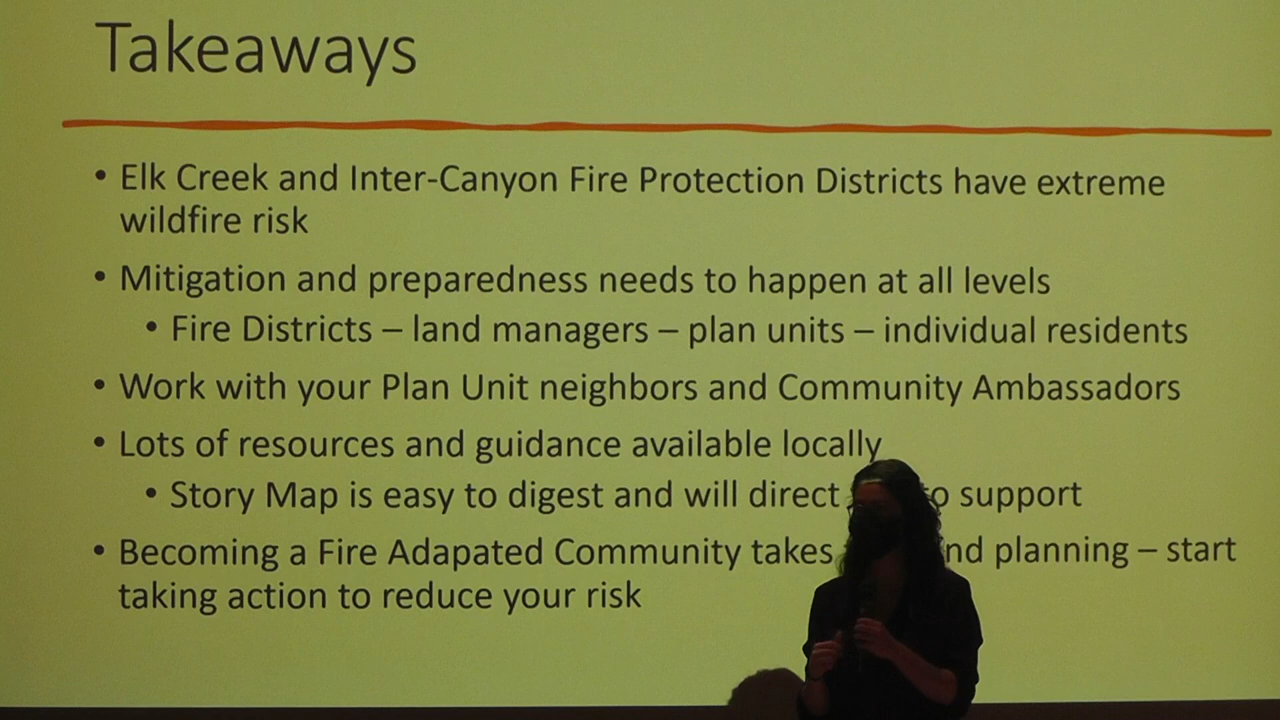 Takeaways
• Elk Creek and Inter-Canyon Fire Protection Districts have extreme
wildfire risk
• Mitigation and preparedness needs to happen at all levels
• Fire Districts – land managers – plan units – individual residents
• Work with your Plan Unit neighbors and Community Ambassadors
• Lots of resources and guidance available locally
• Story Map is easy to digest and will direct support
• Becoming a Fire Adapated Community takes planning – start
taking action to reduce your risk